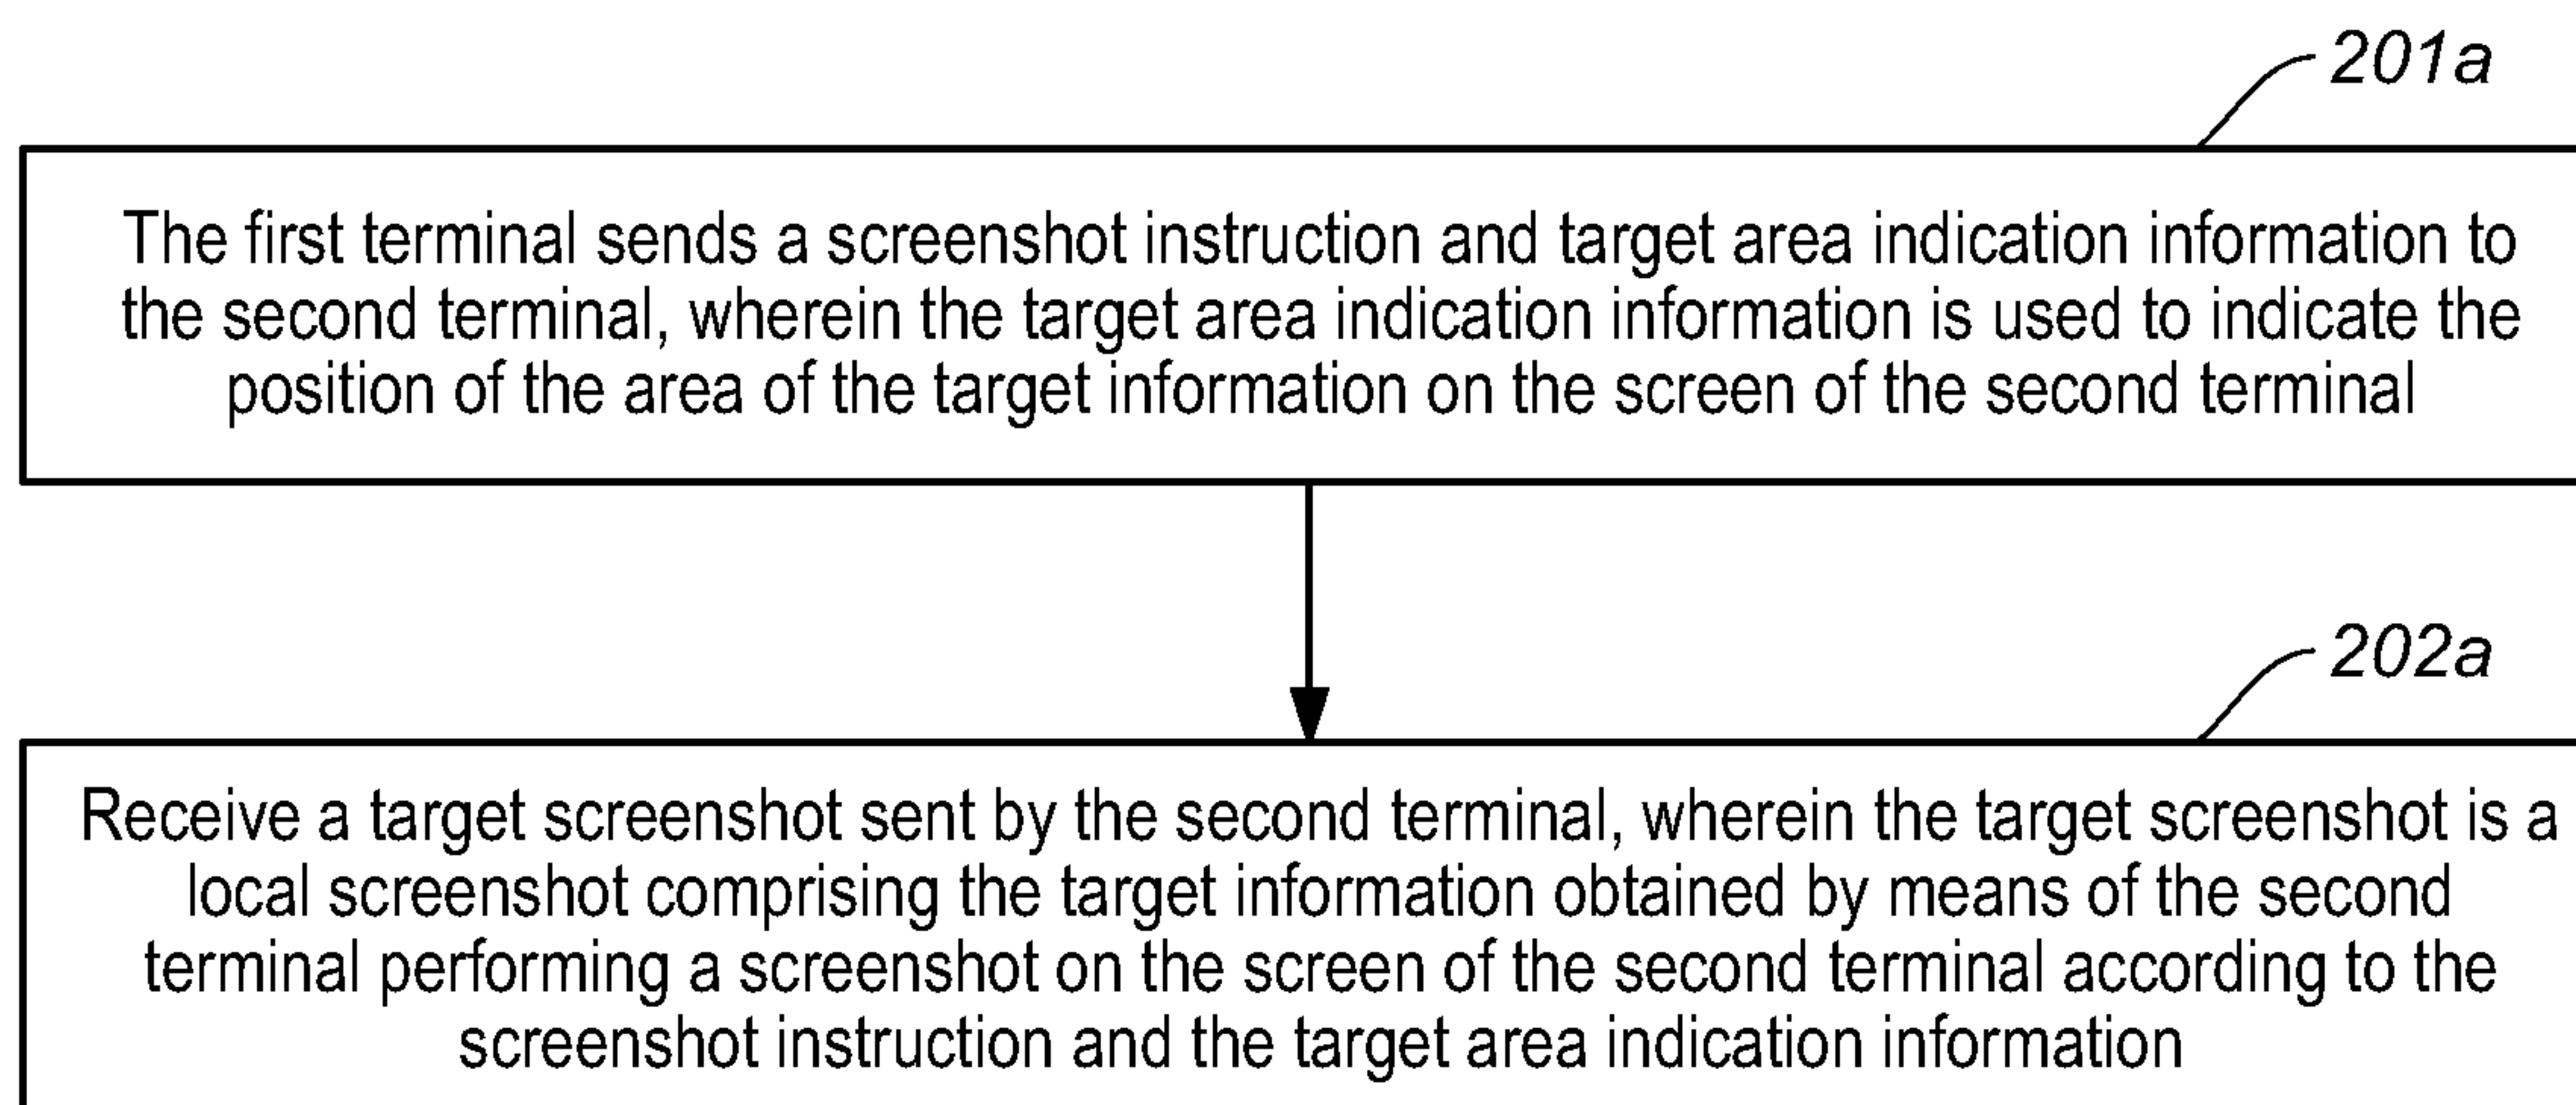 201a
The first terminal sends a screenshot instruction and target area indication information to
the second terminal, wherein the target area indication information is used to indicate the
position of the area of the target information on the screen of the second terminal
202a
Receive a target screenshot sent by the second terminal, wherein the target screenshot is a
local screenshot comprising the target information obtained by means of the second
terminal performing a screenshot on the screen of the second terminal according to the
screenshot instruction and the target area indication information